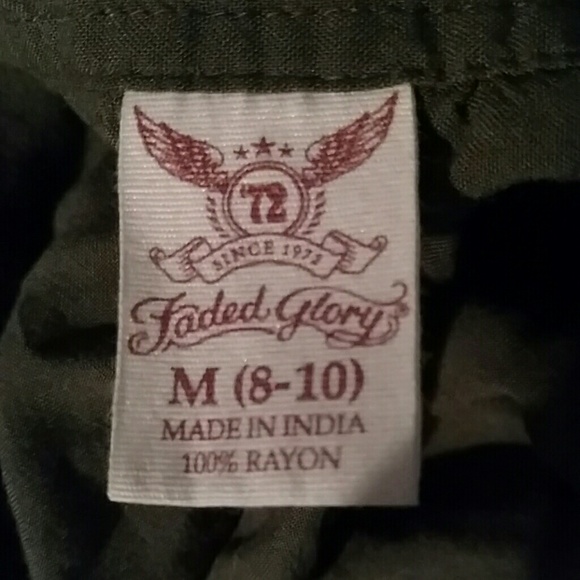 '72
SINCE 1972
Faded Glory
M (8-10)
MADE IN INDIA
100% RAYON